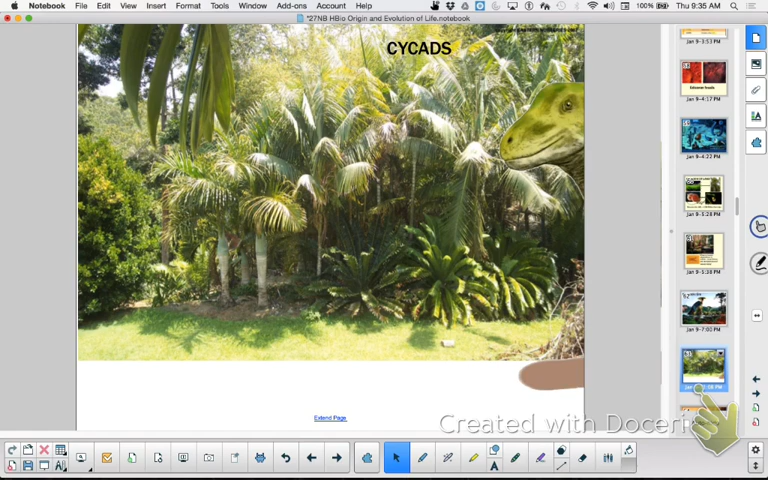 Notebook File Edit View Insert Format Tools Window Add-ons Account Help 100% Thu 9:35 AM
*27NB HBio Origin and Evolution of Life.notebook
CYCADS
Jan 9-3:53 PM
Jan 9-4:17 PM
Jan 9-4:22 PM
Jan 9-5:28 PM
Jan 9-5:38 PM
Jan 9-7:00 PM
Extend Page
Created with Doceri